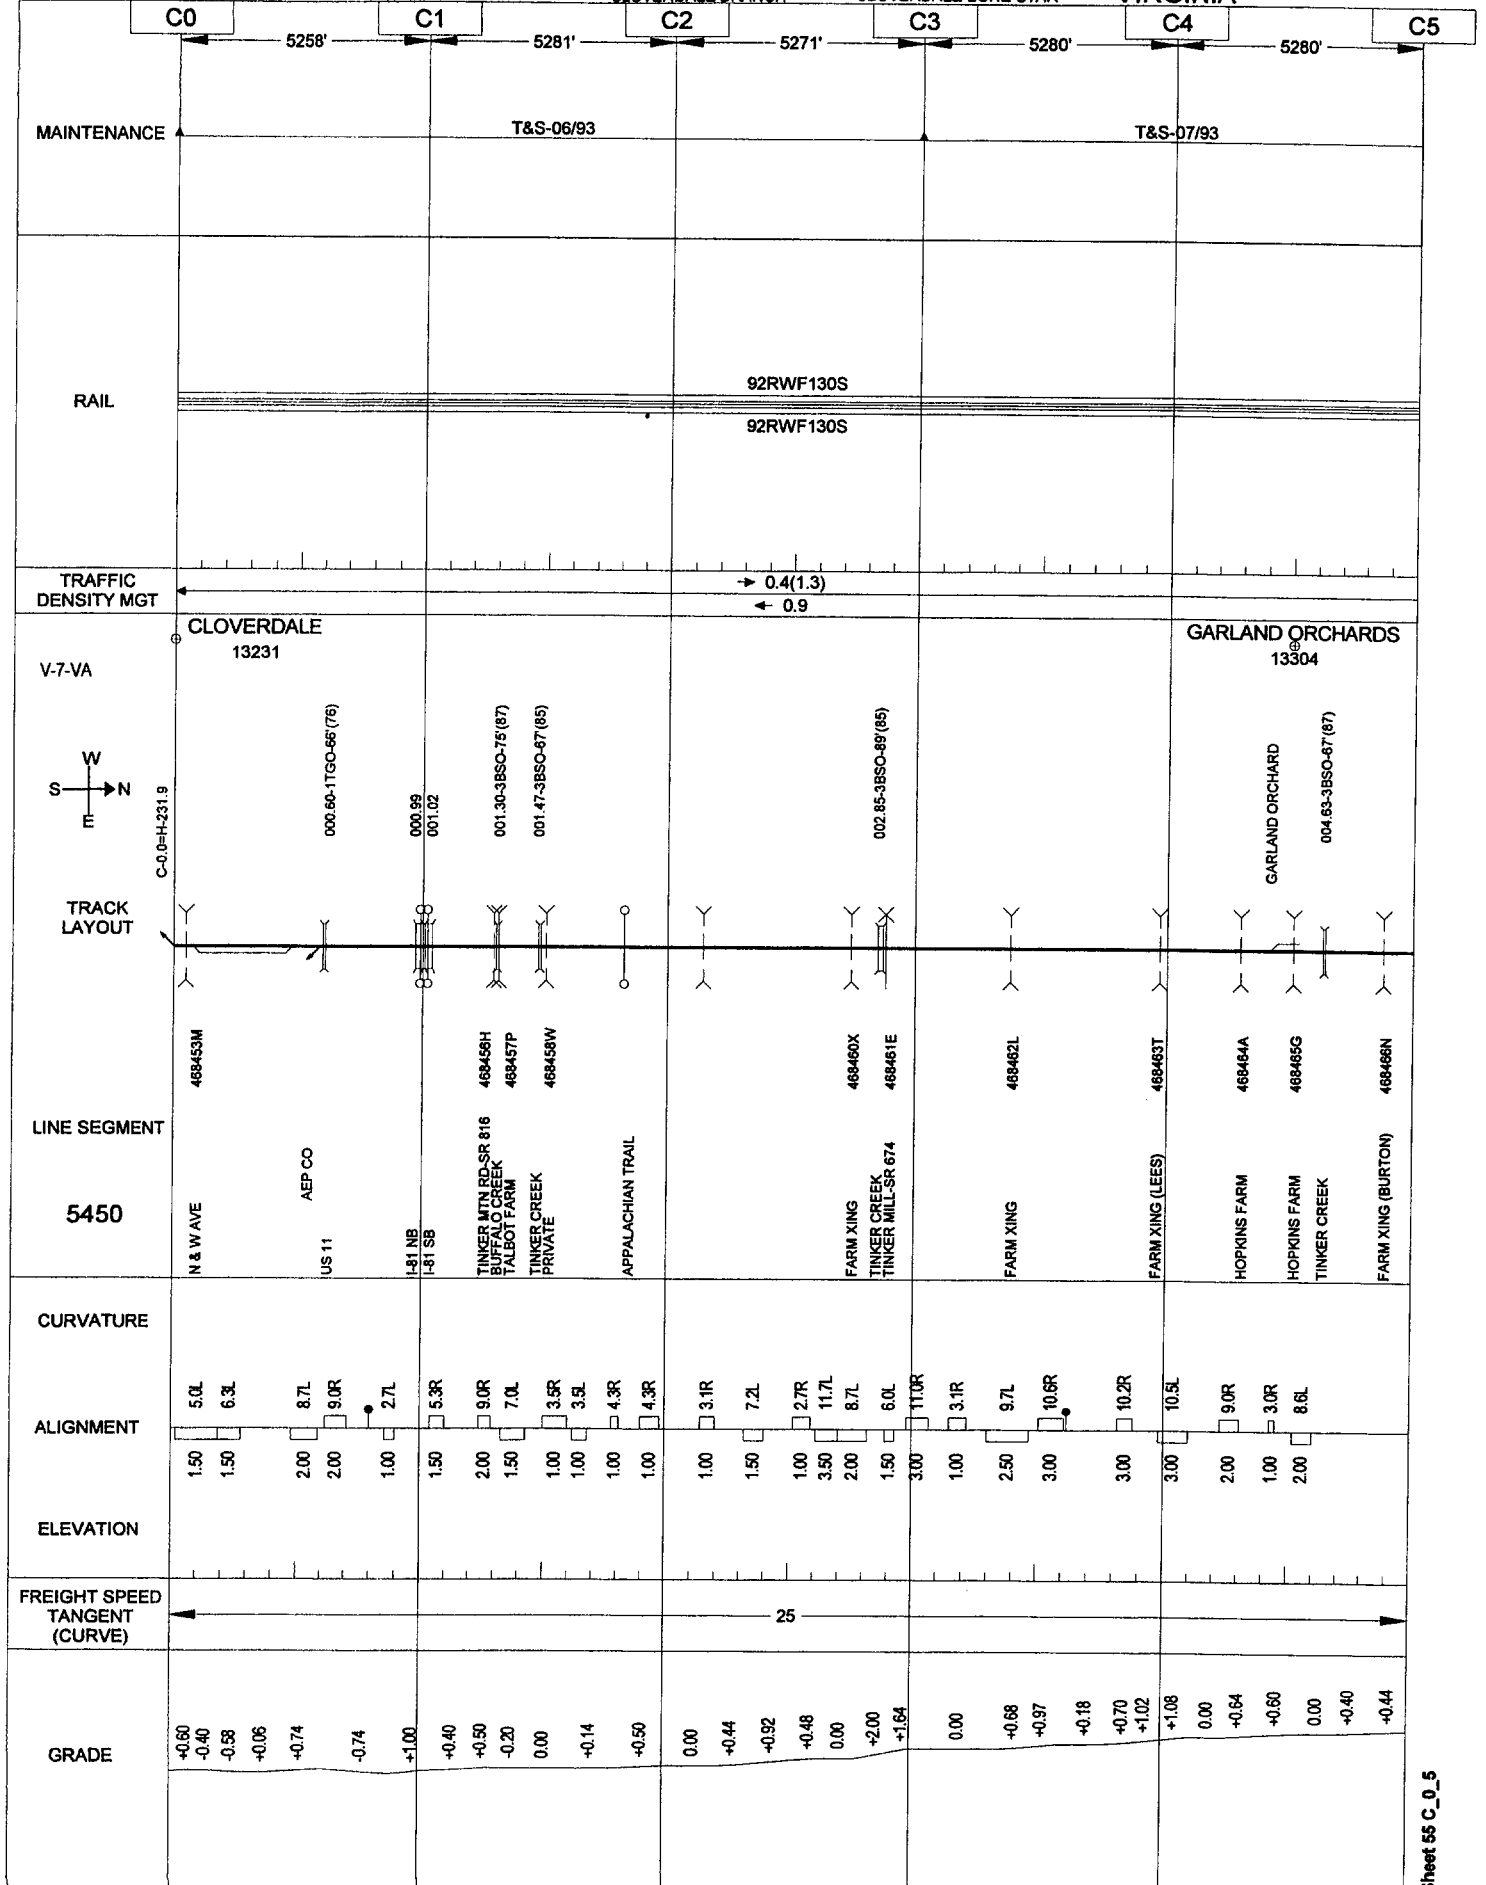 VIRGINIA
C0 C1 C2 C3 C4 C5
5258' 5281' 5271' 5280' 5280'
MAINTENANCE
T&S-06/93 T&S-07/93
RAIL
92RWF130S
92RWF130S
TRAFFIC
DENSITY MGT
0.4(1.3)
0.9
CLOVERDALE
13231
GARLAND ORCHARDS
13304
V-7-VA
W
S N
E
C-0.0=H-231.9
000.60-1TGO-66'(76)
000.99
001.02
001.30-3BSO-75'(87)
001.47-3BSO-67'(85)
002.85-3BSO-89'(85)
GARLAND ORCHARD
004.63-3BSO-67'(87)
TRACK
LAYOUT
468453M
468456H
468457P
468458W
468460X
468461E
468462L
468463T
468464A
468465G
468466N
LINE SEGMENT
5450
N & W AVE
AEP CO
US 11
I-81 NB
I-81 SB
TINKER MTN RD-SR 816
BUFFALO CREEK
TALBOT FARM
TINKER CREEK
PRIVATE
APPALACHIAN TRAIL
FARM XING
TINKER CREEK
TINKER MILL-SR 674
FARM XING
FARM XING (LEES)
HOPKINS FARM
HOPKINS FARM
TINKER CREEK
FARM XING (BURTON)
CURVATURE
5.0L 6.3L 8.7L 9.0R 2.7L 5.3R 9.0R 7.0L 3.5R 3.5L 4.3R 4.3R 3.1R 7.2L 2.7R 11.7L 8.7L 6.0L 11.0R 3.1R 9.7L 10.6R 10.2R 10.5L 9.0R 3.0R 8.6L
ALIGNMENT
1.50 1.50 2.00 2.00 1.00 1.50 2.00 1.50 1.00 1.00 1.00 1.00 1.00 1.50 1.00 3.50 2.00 1.50 3.00 1.00 2.50 3.00 3.00 3.00 2.00 1.00 2.00
ELEVATION
FREIGHT SPEED
TANGENT
(CURVE)
25
GRADE
+0.60 -0.40 -0.58 +0.06 +0.74 -0.74 +1.00 +0.40 +0.50 -0.20 0.00 +0.14 +0.50 0.00 +0.44 +0.92 +0.48 0.00 +2.00 +1.64 0.00 +0.68 +0.97 +0.18 +0.70 +1.02 +1.08 0.00 +0.64 +0.60 0.00 +0.40 +0.44
Sheet 55 C_0_5